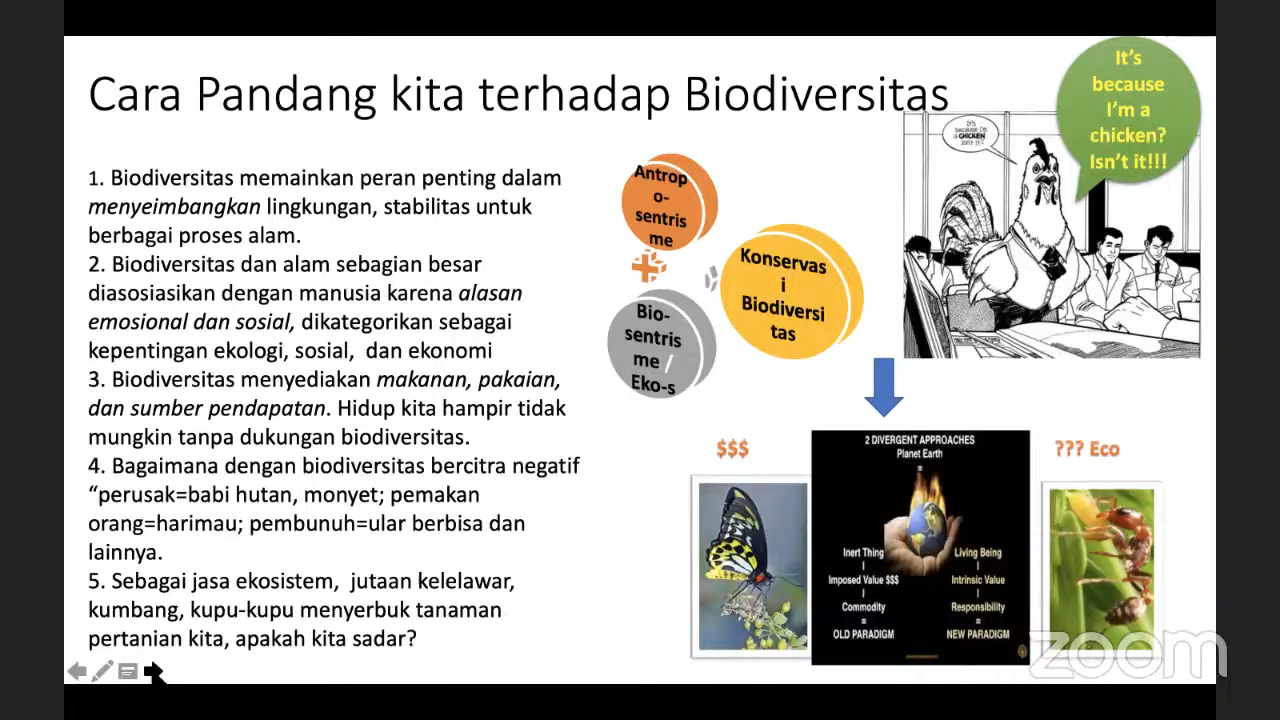 Cara Pandang kita terhadap Biodiversitas
1. Biodiversitas memainkan peran penting dalam
menyeimbangkan lingkungan, stabilitas untuk
berbagai proses alam.
2. Biodiversitas dan alam sebagian besar
diasosiasikan dengan manusia karena alasan
emosional dan sosial, dikategorikan sebagai
kepentingan ekologi, sosial, dan ekonomi
3. Biodiversitas menyediakan makanan, pakaian,
dan sumber pendapatan. Hidup kita hampir tidak
mungkin tanpa dukungan biodiversitas.
4. Bagaimana dengan biodiversitas bercitra negatif
“perusak=babi hutan, monyet; pemakan
orang=harimau; pembunuh=ular berbisa dan
lainnya.
5. Sebagai jasa ekosistem, jutaan kelelawar,
kumbang, kupu-kupu menyerbuk tanaman
pertanian kita, apakah kita sadar?
Antrop
o-
sentris
me
Bio-
sentris
me /
Eko-s
Konservas
i
Biodiversi
tas
It's
because I'm
a CHICKEN
isn't it?
It's
because
I'm a
chicken?
Isn't it!!!
$$$
2 DIVERGENT APPROACHES
Planet Earth
=
Inert Thing
I
Imposed Value $$$
I
Commodity
=
OLD PARADIGM
Living Being
I
Intrinsic Value
I
Responsibility
=
NEW PARADIGM
??? Eco
zoom